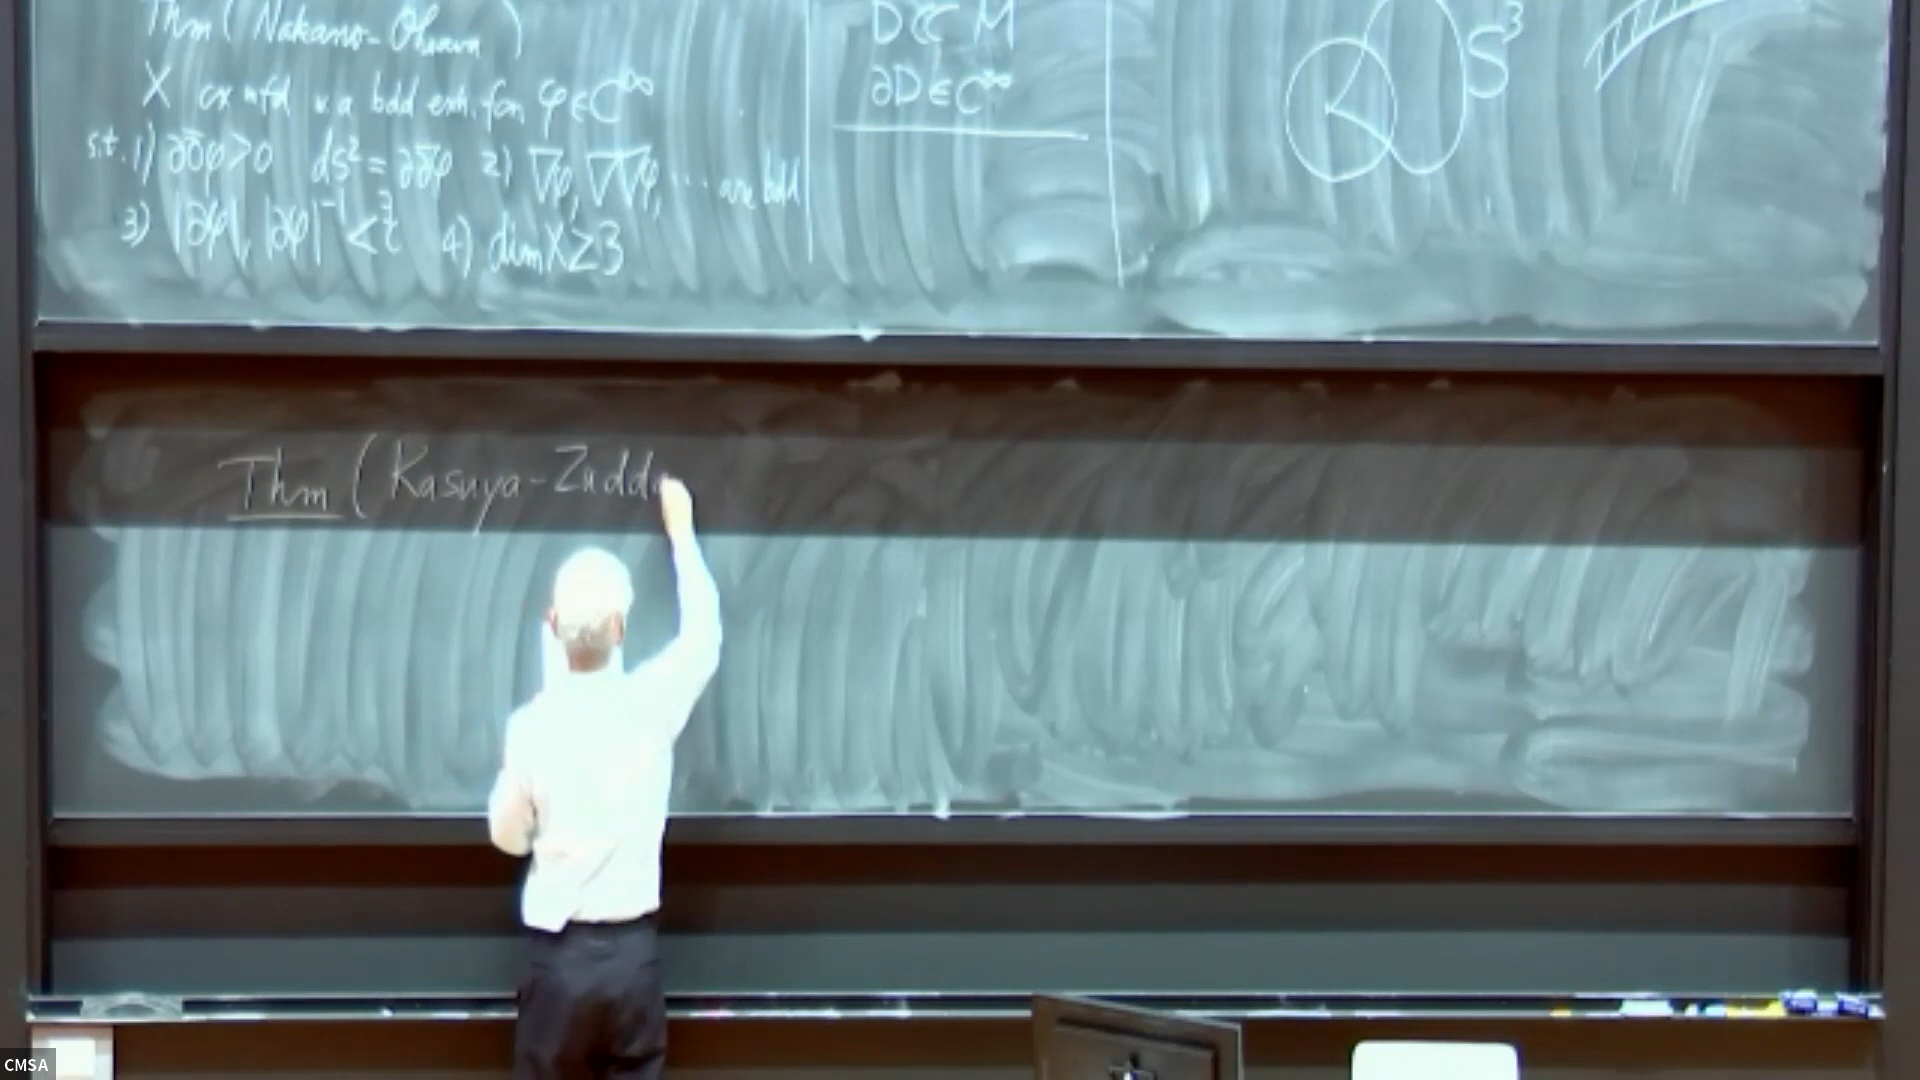 Thm (Nakano-Ohsawa)
X cx mfd w. a bdd exh. fcn φ∈C^∞
s.t. 1) ∂∂̄φ>0 ds²=∂∂̄φ 2) ∇φ, ∇∇φ, ... are bdd
3) |∂φ|, |∂φ|^{-1} < 4) dim X≥3
D⊂⊂M
∂D∈C^∞
K S³
Thm (Kasuya-Zudda
CMSA